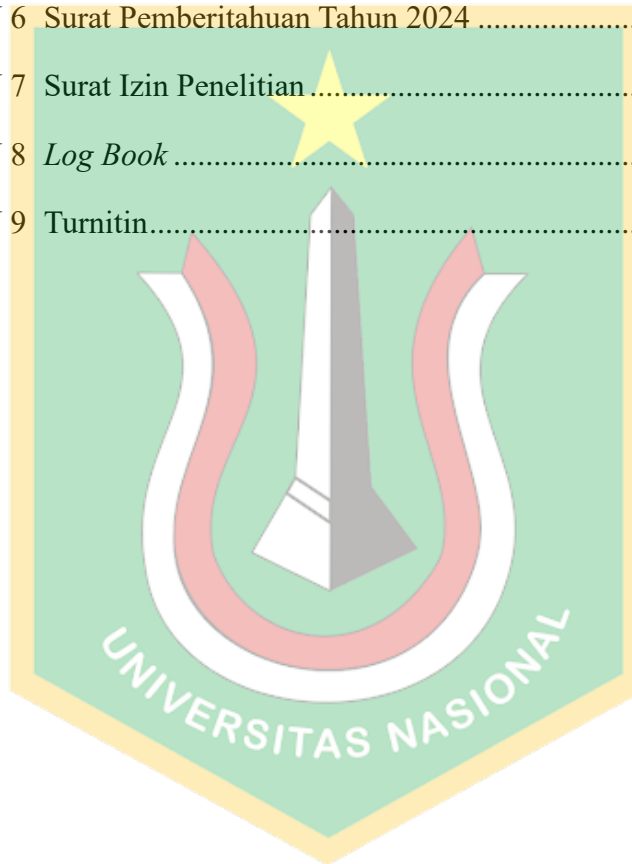 6 Surat Pemberitahuan Tahun 2024 ..............................
7 Surat Izin Penelitian ..............................................................
8 Log Book ..............................................................................
9 Turnitin..................................................................................
UNIVERSITAS NASIONAL